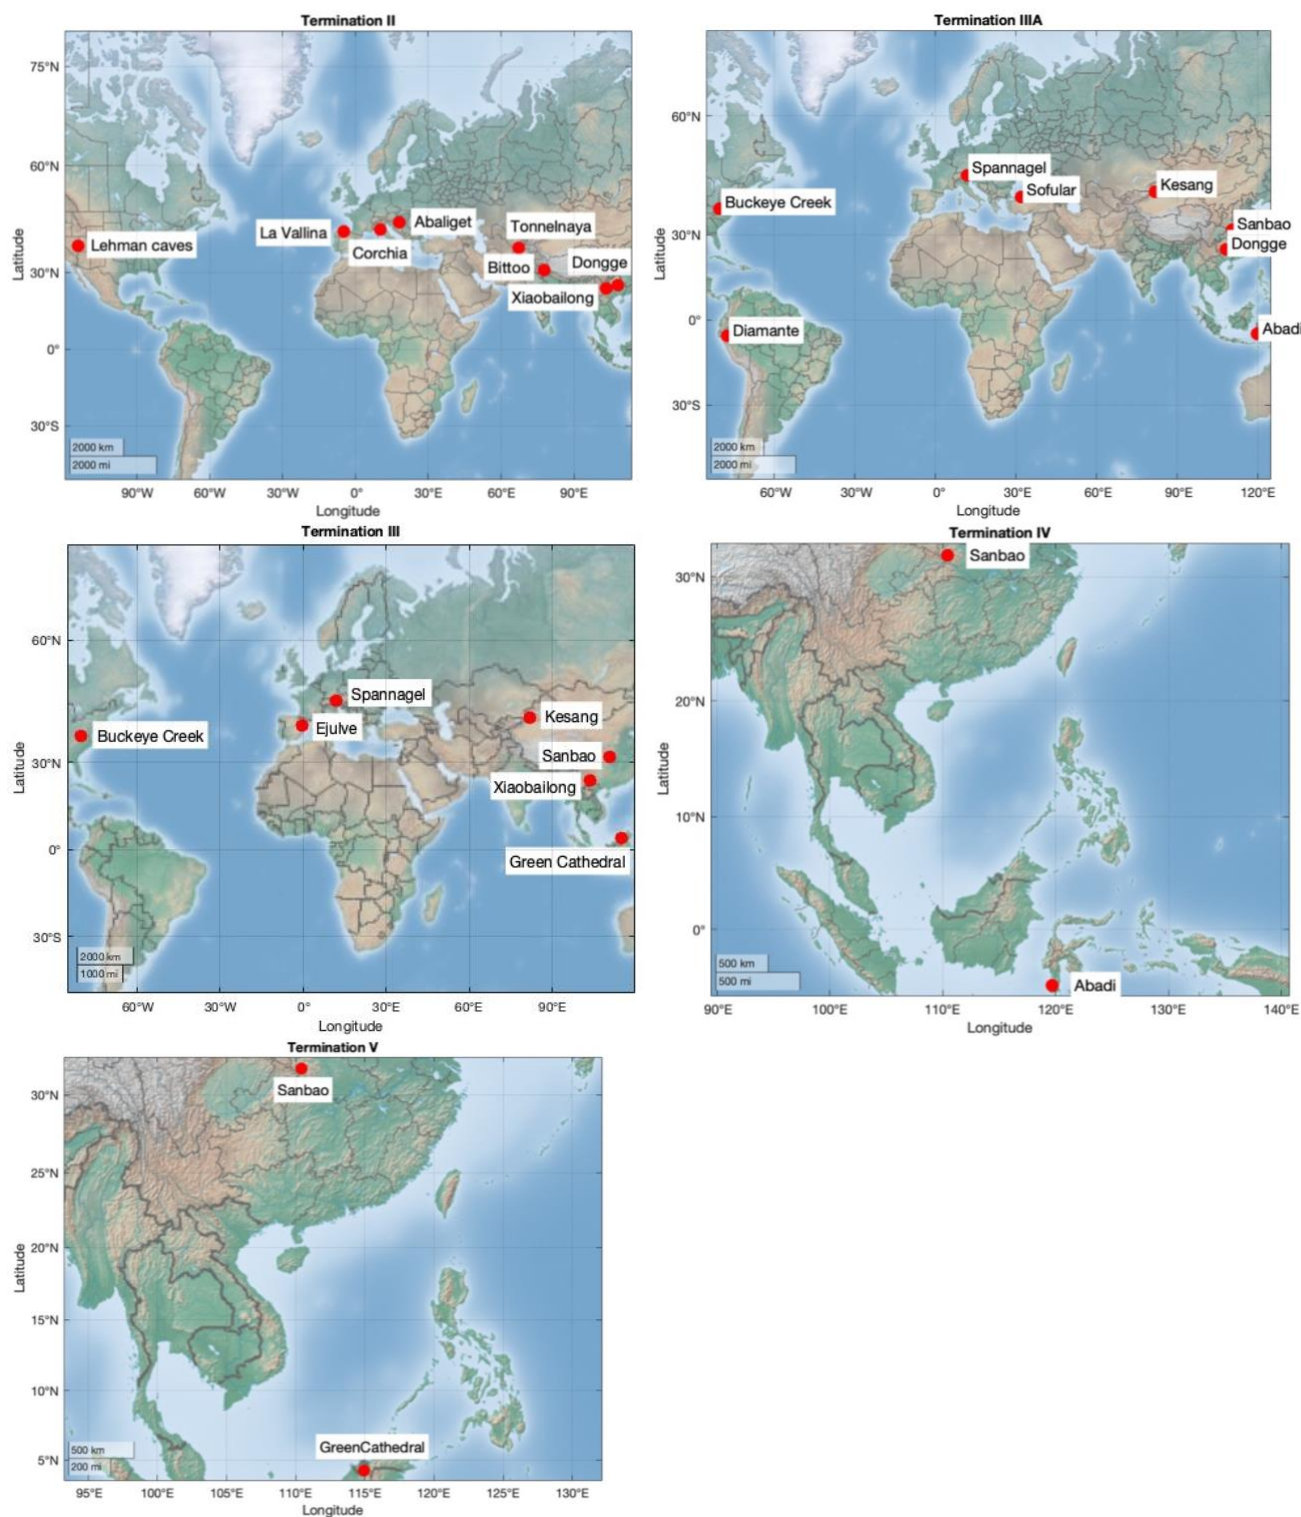 Termination II
75°N
60°N
30°N
0°
30°S
Latitude
Lehman caves
La Vallina
Corchia
Abaliget
Tonnelnaya
Bittoo
Dongge
Xiaobailong
2000 km
2000 mi
90°W
60°W
30°W
0°
30°E
60°E
90°E
Longitude
Termination IIIA
60°N
30°N
0°
30°S
Latitude
Spannagel
Sofular
Kesang
Buckeye Creek
Sanbao
Dongge
Diamante
Abadi
2000 km
2000 mi
60°W
30°W
0°
30°E
60°E
90°E
120°E
Longitude
Termination III
60°N
30°N
0°
30°S
Latitude
Spannagel
Ejulve
Kesang
Buckeye Creek
Sanbao
Xiaobailong
Green Cathedral
2000 km
1000 mi
60°W
30°W
0°
30°E
60°E
90°E
Longitude
Termination IV
30°N
20°N
10°N
0°
Latitude
Sanbao
Abadi
500 km
500 mi
90°E
100°E
110°E
120°E
130°E
140°E
Longitude
Termination V
30°N
25°N
20°N
15°N
10°N
5°N
Latitude
Sanbao
GreenCathedral
500 km
200 mi
95°E
100°E
105°E
110°E
115°E
120°E
125°E
130°E
Longitude